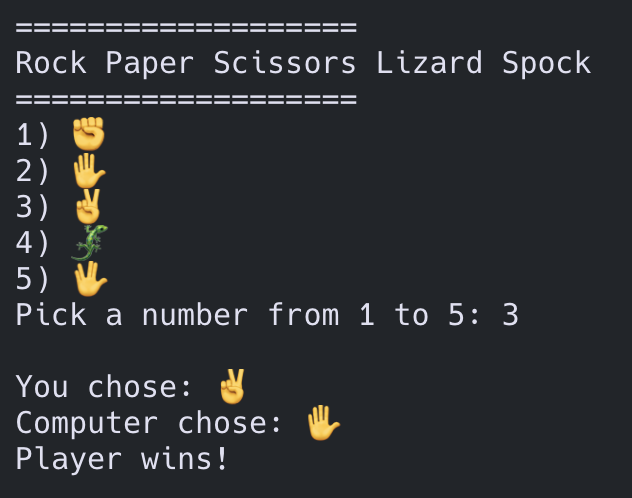 ===================
Rock Paper Scissors Lizard Spock
===================
1) ✊
2) ✋
3) ✌️
4) 🦎
5) 🖖
Pick a number from 1 to 5: 3
You chose: ✌️
Computer chose: ✋
Player wins!